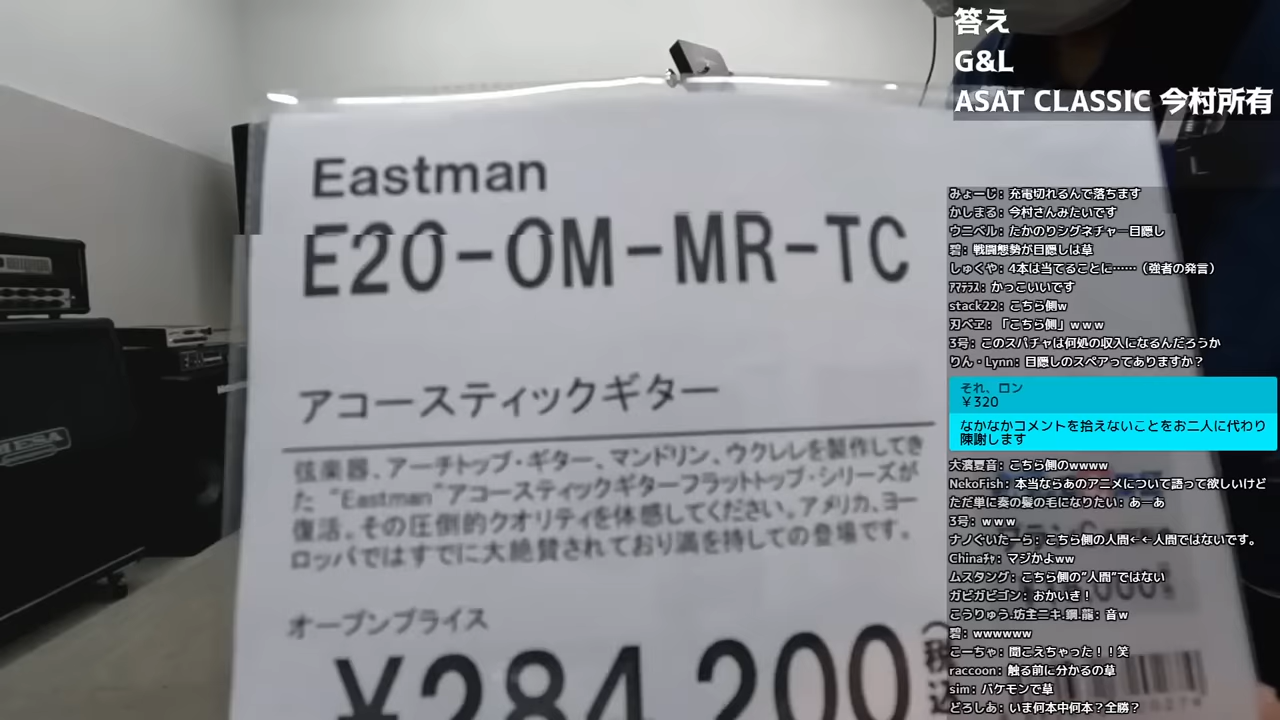 答え
G&L
ASAT CLASSIC 今村所有
Eastman
E20-OM-MR-TC
アコースティックギター
弦楽器、アーチトップ・ギター、マンドリン、ウクレレを製作してき
た "Eastman"アコースティックギターフラットトップ・シリーズが
復活。その圧倒的クオリティを体感してください。アメリカ、ヨー
ロッパではすでに大絶賛されており満を持しての登場です。
オープンプライス
¥284,200
(税込
MESA
みょーじ: 充電切れるんで落ちます
かしまる: 今村さんみたいです
ウニベル: たかのりシグネチャー目隠し
碧: 戦闘態勢が目隠しは草
しゅくや: 4本は当てることに……（強者の発言）
アマテラス: かっこいいです
stack22: こちら側w
刃ベヱ: 「こちら側」ｗｗｗ
3号: このスパチャは何処の収入になるんだろうか
りん・Lynn: 目隠しのスペアってありますか？
それ、ロン
￥320
なかなかコメントを拾えないことをお二人に代わり
陳謝します
大濱夏音: こちら側のwwww
NekoFish: 本当ならあのアニメについて語って欲しいけど
ただ単に奏の髪の毛になりたい: あーあ
3号: ｗｗｗ
ナノぐいたーら: こちら側の人間←←人間ではないです。
Chinaﾁｬ: マジかよww
ムスタング: こちら側の"人間"ではない
ガビガビゴン: おかいき！
こうりゅう.坊主ニキ.鋼.龍: 音ｗ
碧: wwwwww
こーちゃ: 聞こえちゃった！！笑
raccoon: 触る前に分かるの草
sim: バケモンで草
どろしあ: いま何本中何本？全勝？